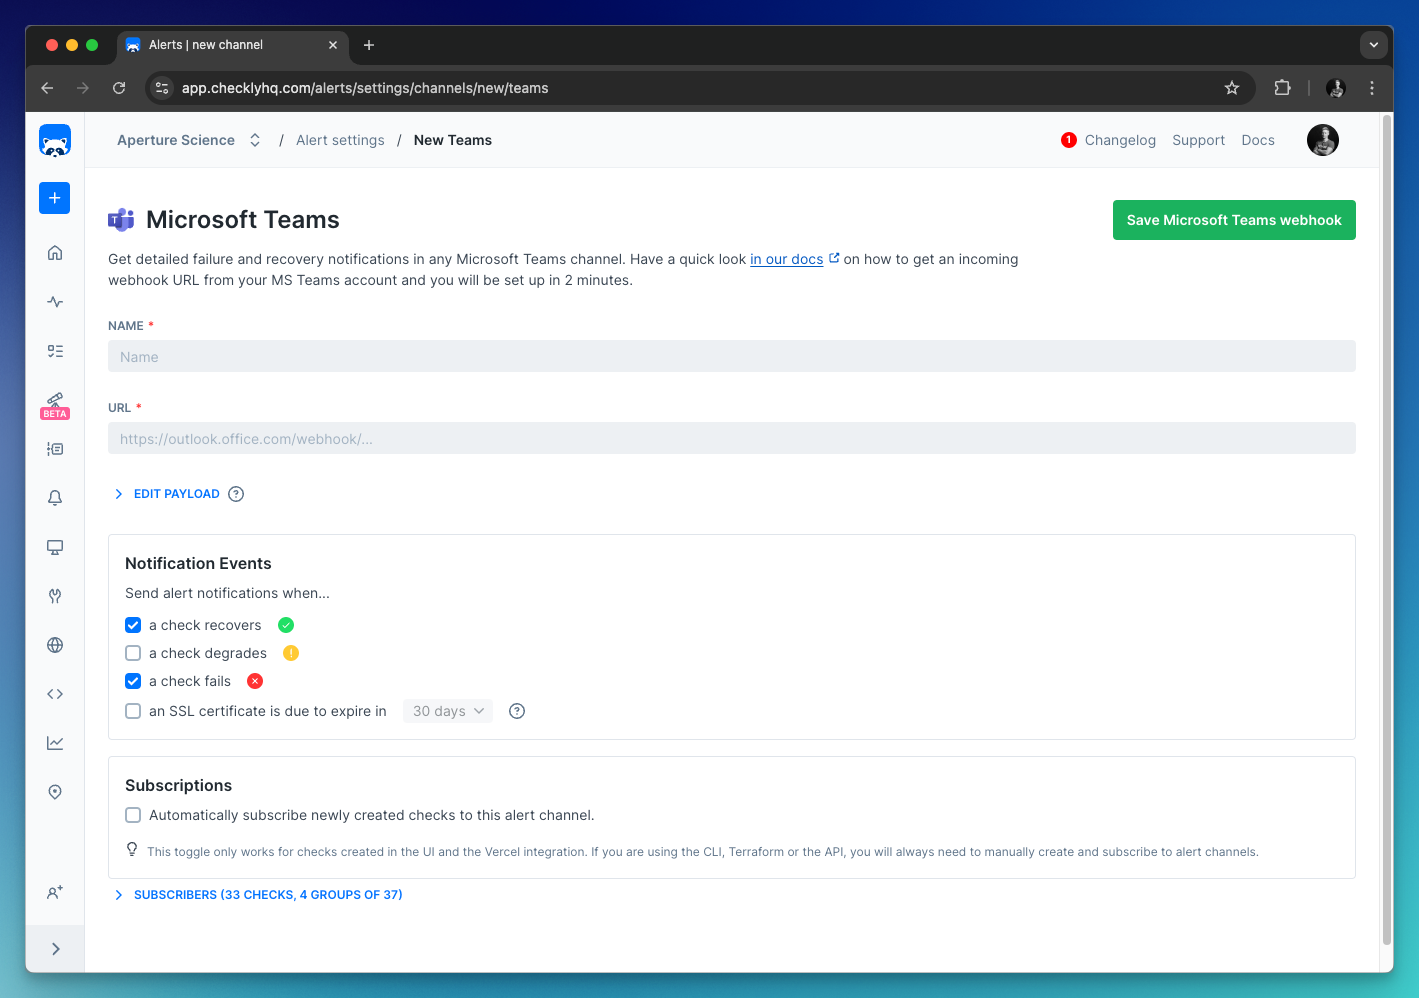 Alerts | new channel
app.checklyhq.com/alerts/settings/channels/new/teams
Aperture Science / Alert settings / New Teams
1 Changelog Support Docs
Microsoft Teams
Save Microsoft Teams webhook
Get detailed failure and recovery notifications in any Microsoft Teams channel. Have a quick look in our docs on how to get an incoming
webhook URL from your MS Teams account and you will be set up in 2 minutes.
NAME *
Name
URL *
https://outlook.office.com/webhook/...
BETA
EDIT PAYLOAD ?
Notification Events
Send alert notifications when...
a check recovers
a check degrades
a check fails
an SSL certificate is due to expire in 30 days ?
Subscriptions
Automatically subscribe newly created checks to this alert channel.
This toggle only works for checks created in the UI and the Vercel integration. If you are using the CLI, Terraform or the API, you will always need to manually create and subscribe to alert channels.
SUBSCRIBERS (33 CHECKS, 4 GROUPS OF 37)